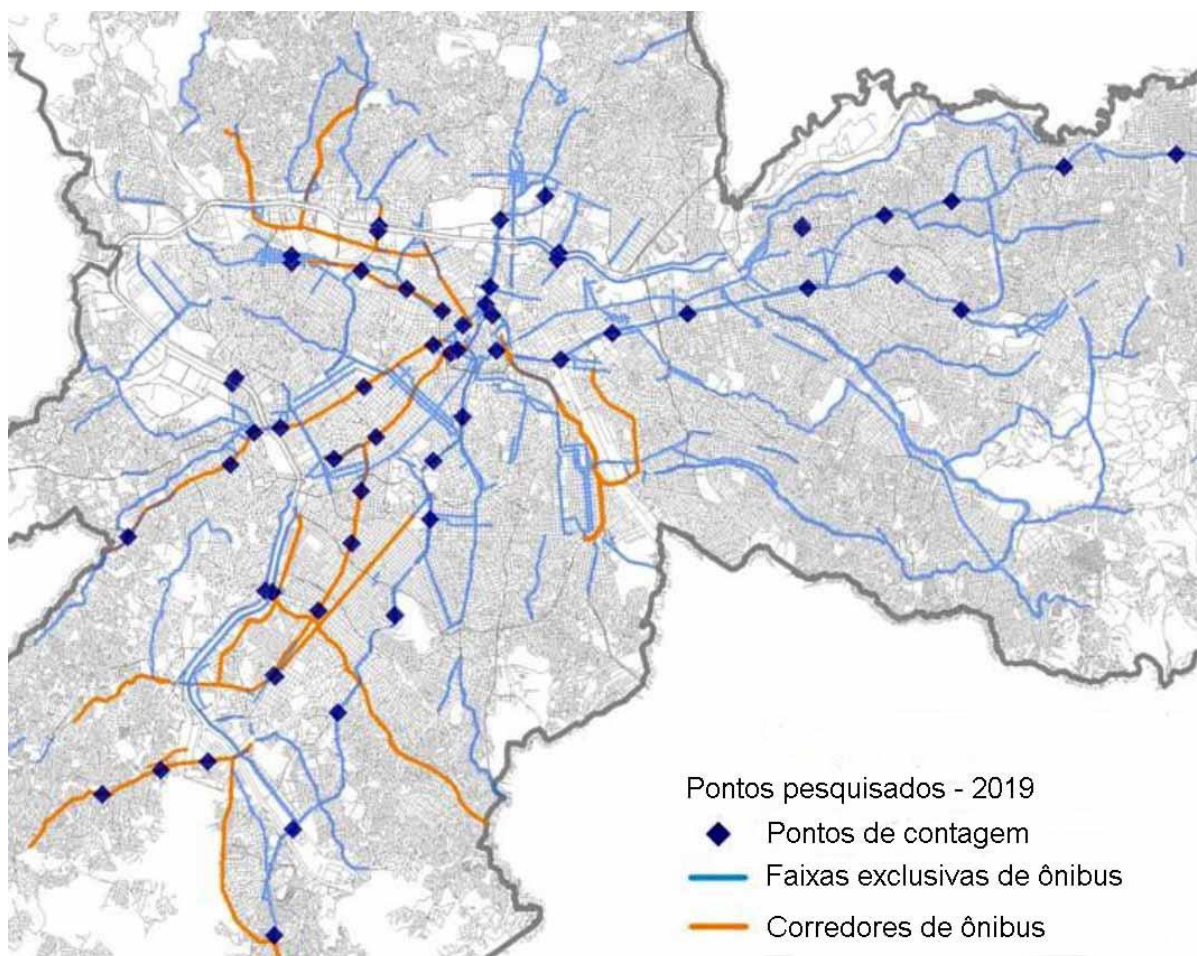 Pontos pesquisados - 2019
Pontos de contagem
Faixas exclusivas de ônibus
Corredores de ônibus